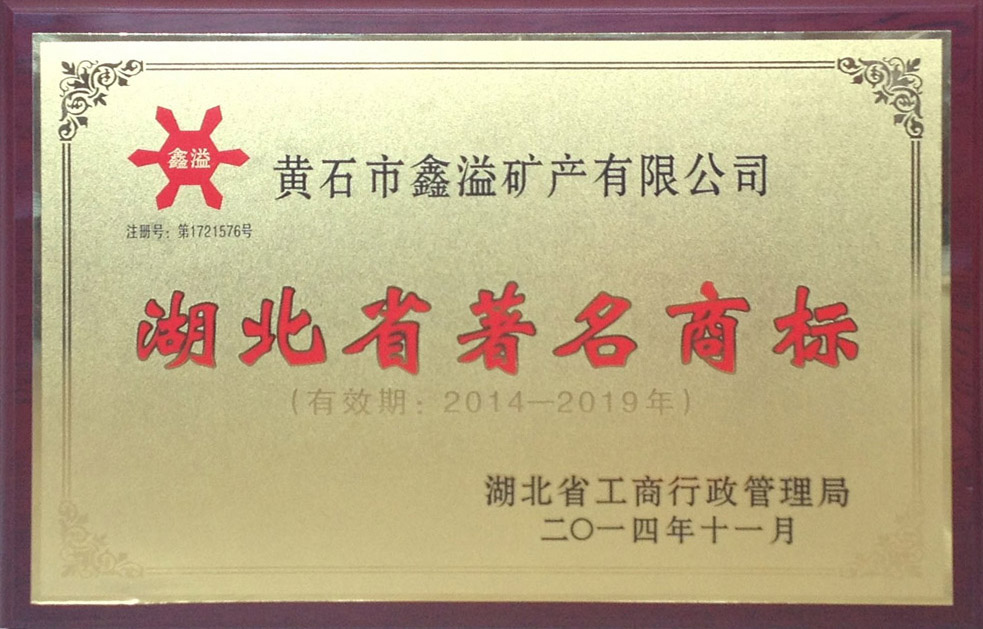 鑫溢
黄石市鑫溢矿产有限公司
注册号：第1721576号
湖北省著名商标
（有效期：2014—2019年）
湖北省工商行政管理局
二〇一四年十一月